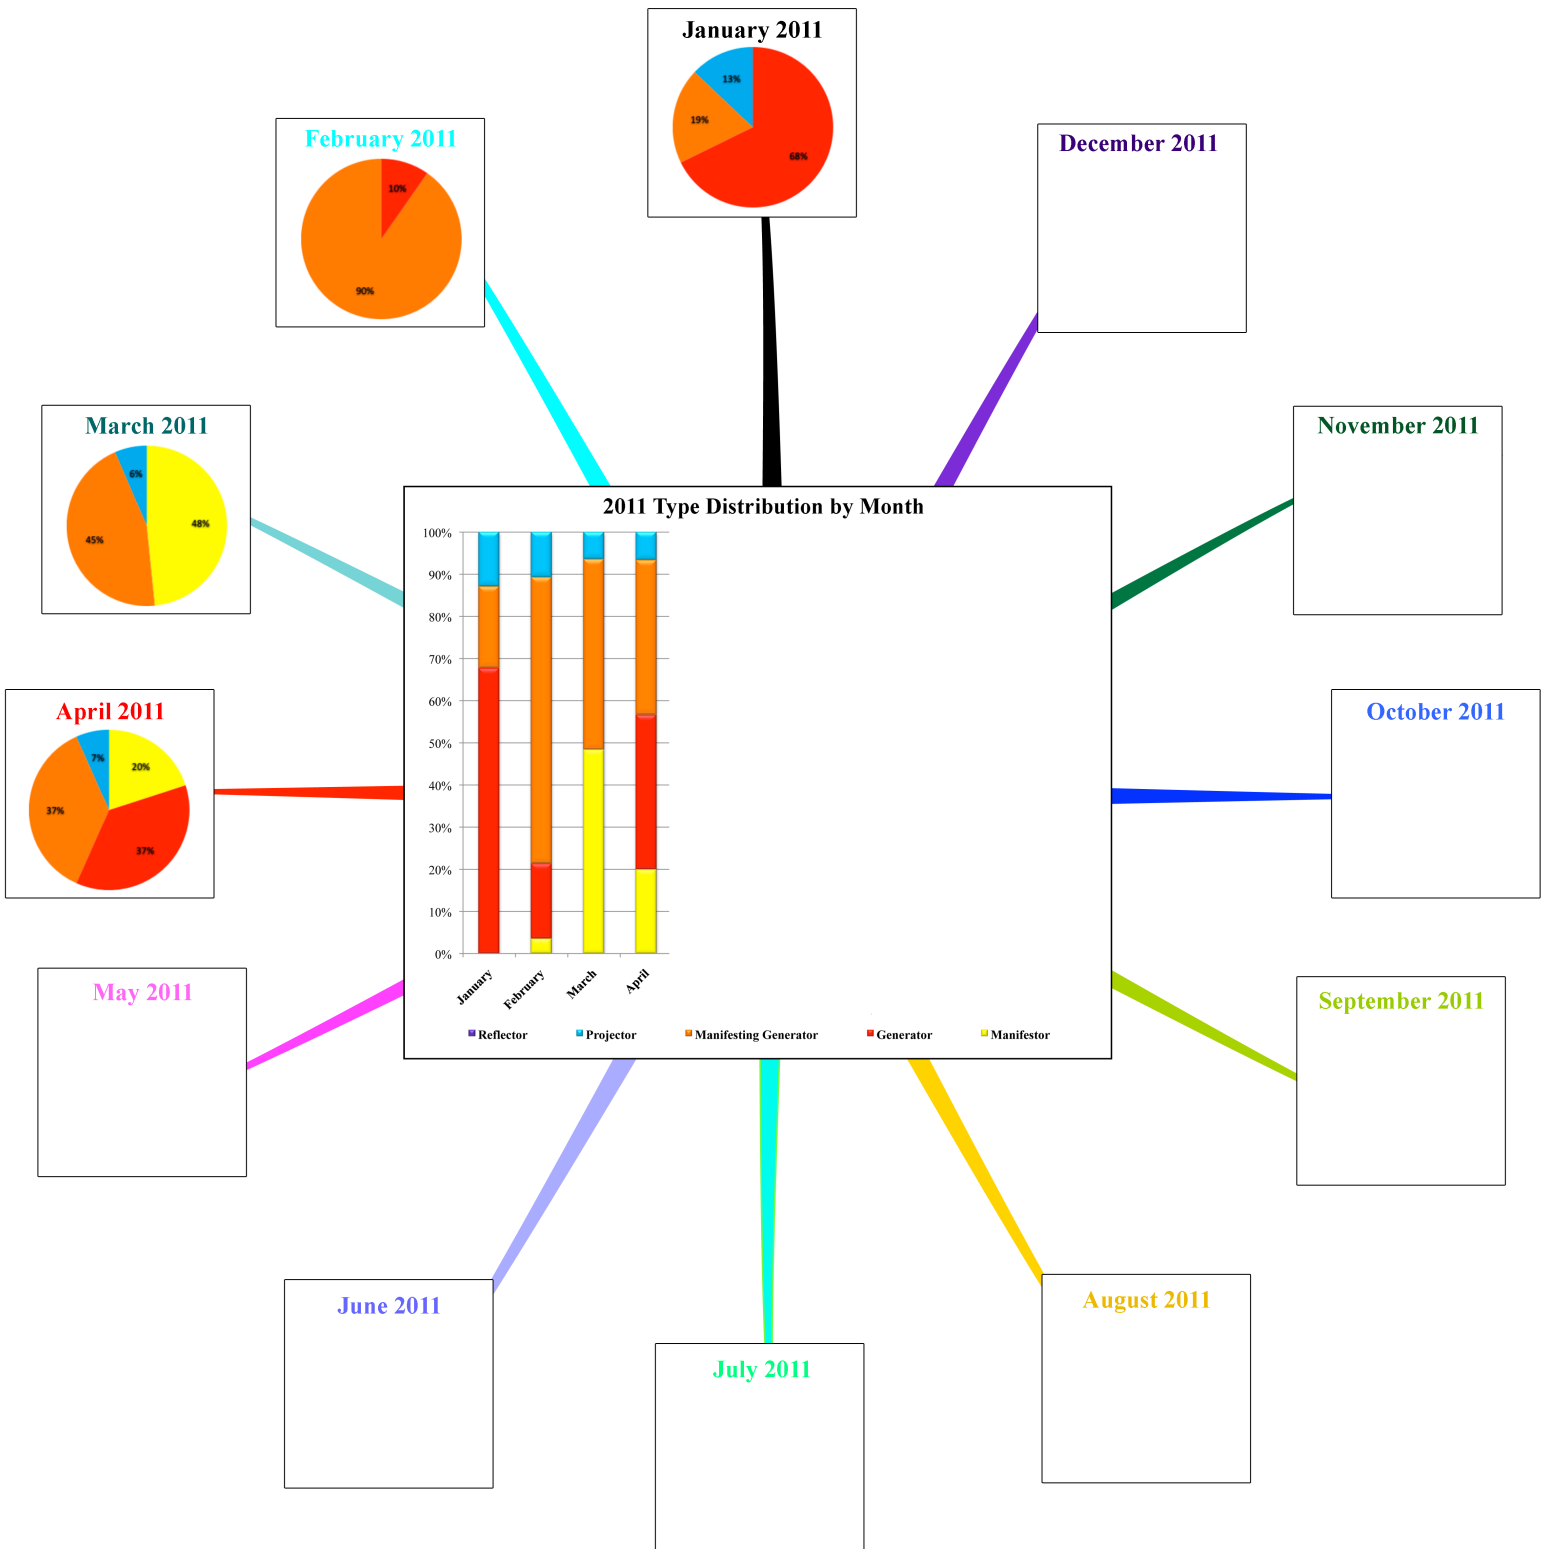 January 2011
13%
19%
68%
February 2011
10%
90%
December 2011
March 2011
6%
48%
45%
November 2011
2011 Type Distribution by Month
100%
90%
80%
70%
60%
50%
40%
30%
20%
10%
0%
January
February
March
April
Reflector
Projector
Manifesting Generator
Generator
Manifestor
April 2011
7%
20%
37%
37%
October 2011
May 2011
September 2011
June 2011
August 2011
July 2011